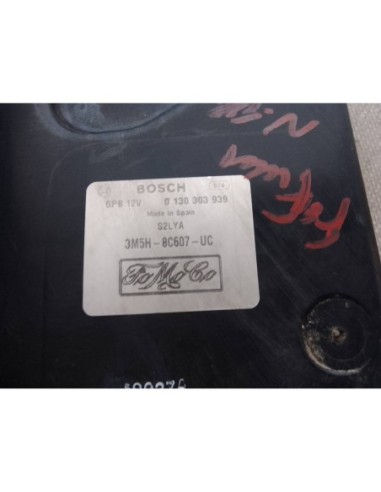 BOSCH
GPB 12V 0 130 303 939
Made in Spain
S2LYA
3M5H-8C607-UC
FoMoCo